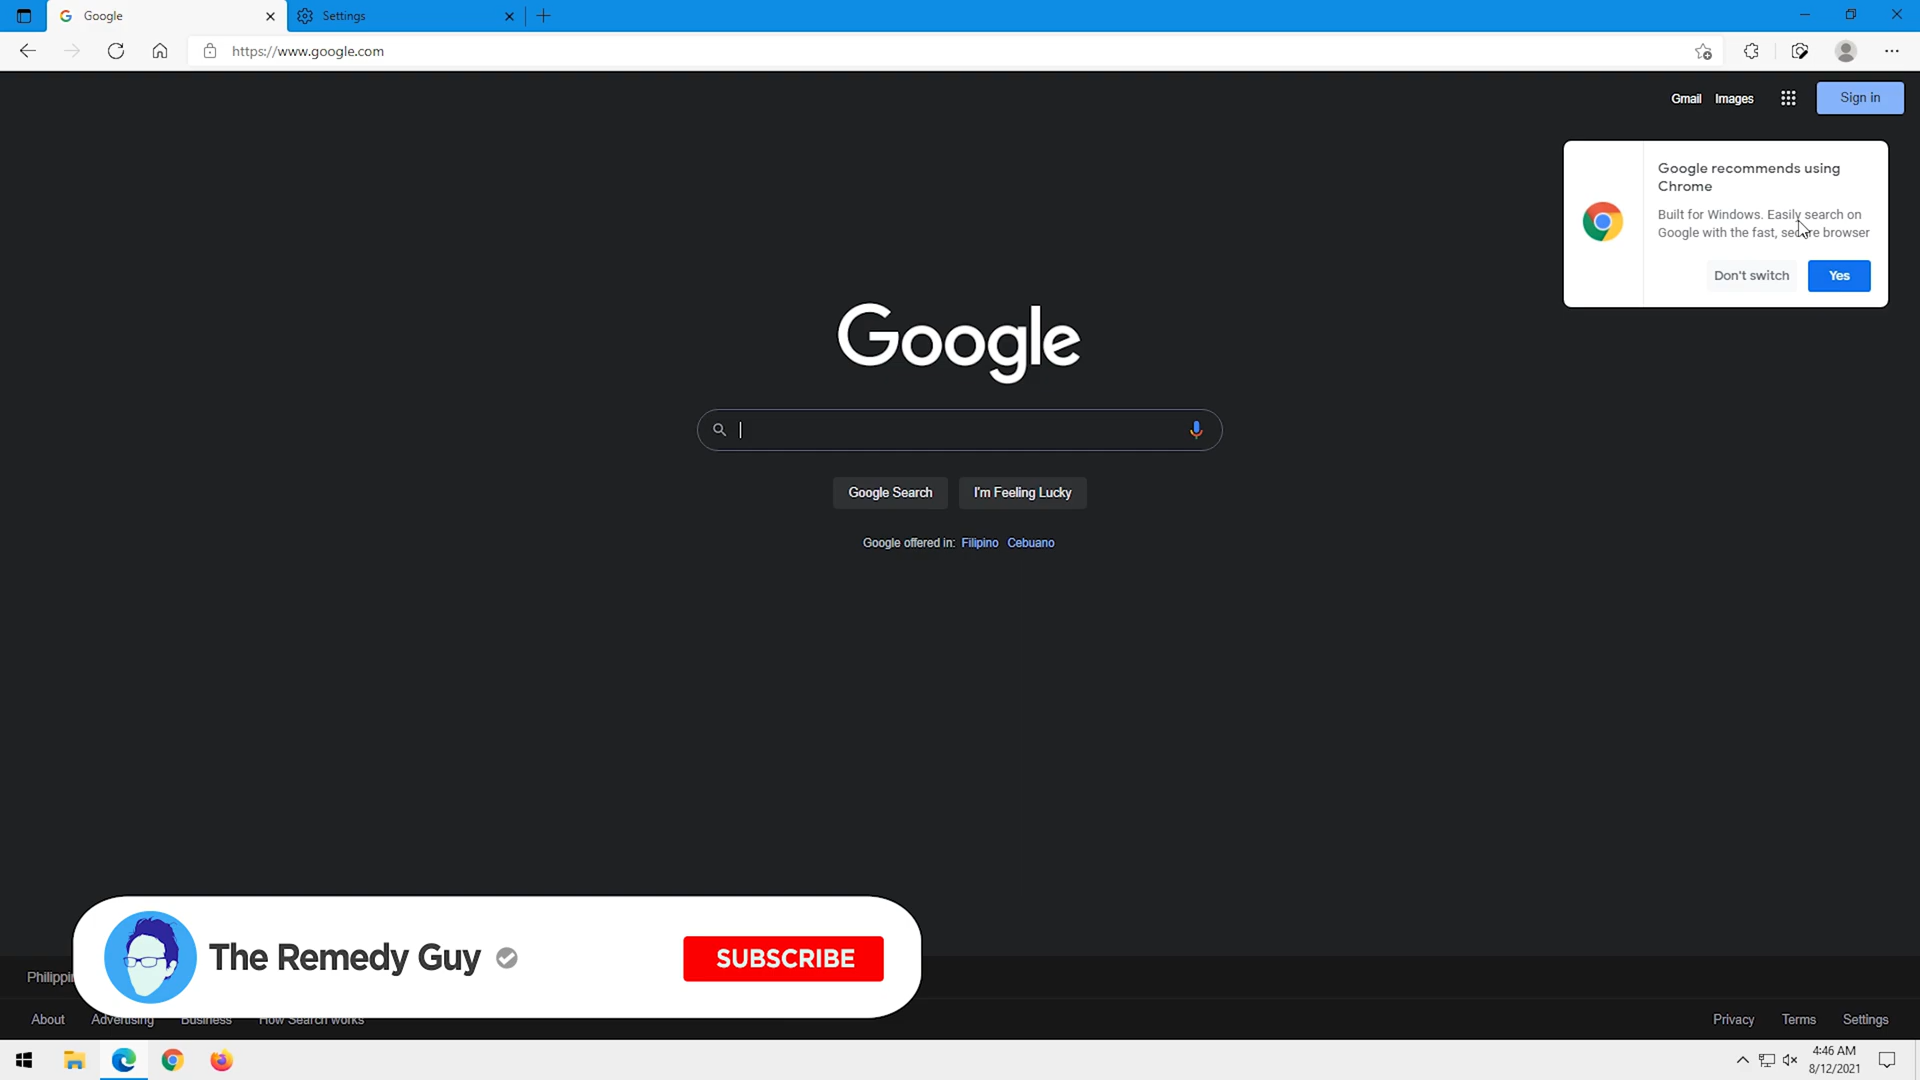 Google
Settings
https://www.google.com
Gmail
Images
Sign in
Google recommends using
Chrome
Built for Windows. Easily search on
Google with the fast, secure browser
Don't switch
Yes
Google
Google Search
I'm Feeling Lucky
Google offered in: Filipino Cebuano
The Remedy Guy
SUBSCRIBE
About
Advertising
Business
How Search works
Privacy
Terms
Settings
4:46 AM
8/12/2021